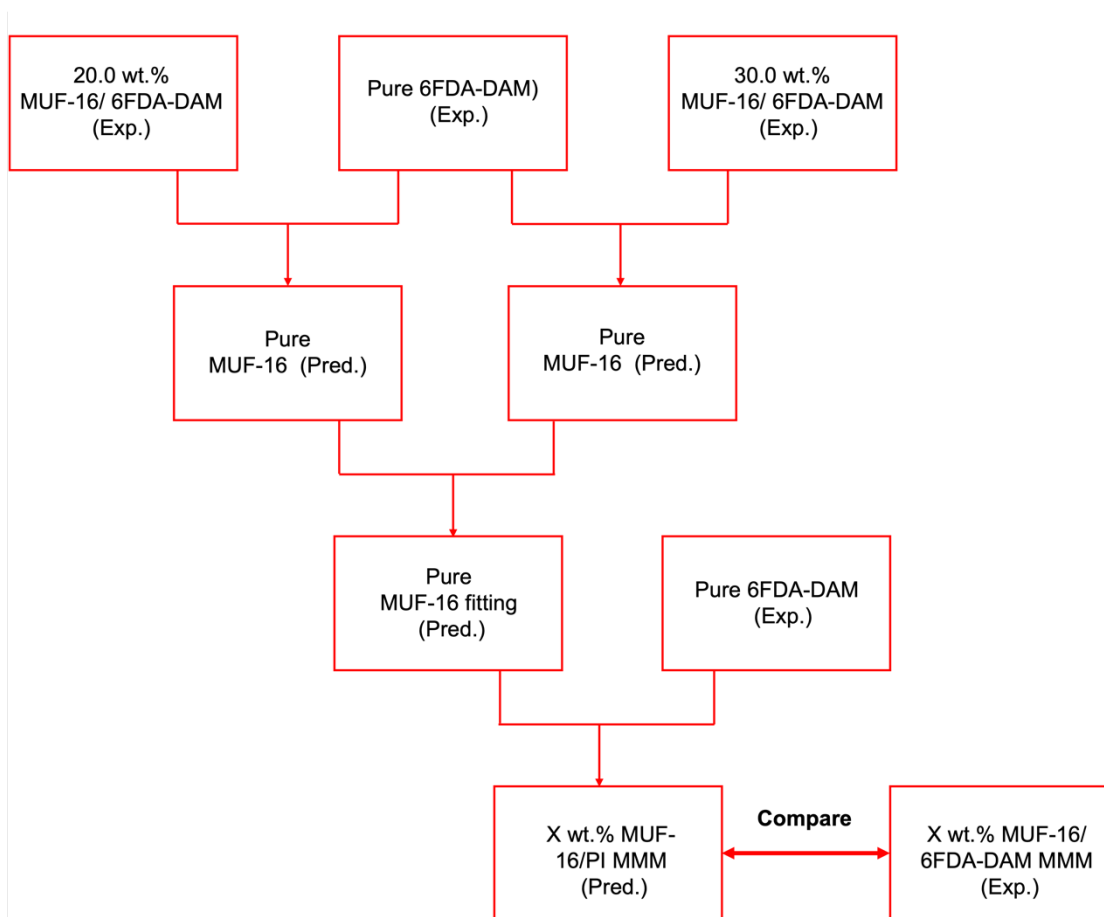 20.0 wt.%
MUF-16/ 6FDA-DAM
(Exp.)
Pure 6FDA-DAM)
(Exp.)
30.0 wt.%
MUF-16/ 6FDA-DAM
(Exp.)
Pure
MUF-16 (Pred.)
Pure
MUF-16 (Pred.)
Pure
MUF-16 fitting
(Pred.)
Pure 6FDA-DAM
(Exp.)
X wt.% MUF-
16/PI MMM
(Pred.)
Compare
X wt.% MUF-16/
6FDA-DAM MMM
(Exp.)